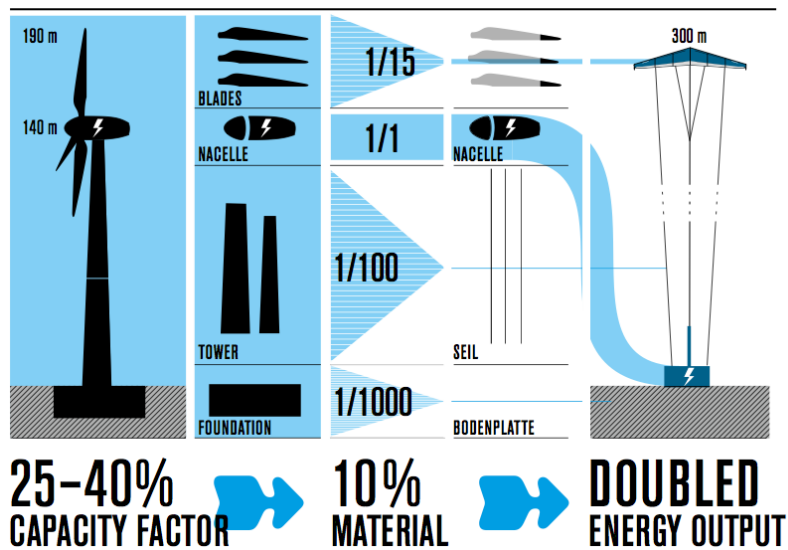 190 m
140 m
BLADES
NACELLE
TOWER
FOUNDATION
1/15
1/1
1/100
1/1000
NACELLE
SEIL
BODENPLATTE
300 m
25–40%
CAPACITY FACTOR
10%
MATERIAL
DOUBLED
ENERGY OUTPUT